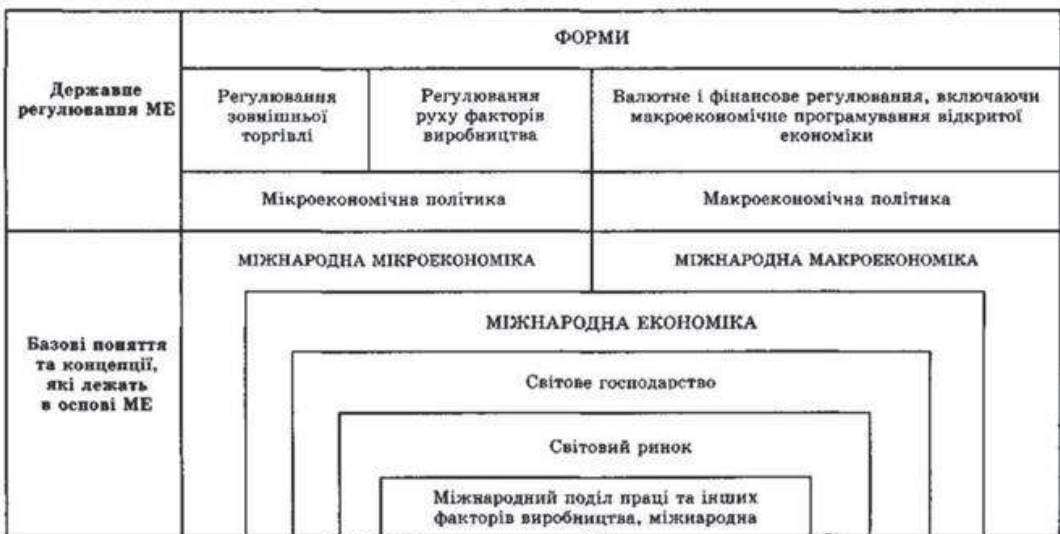 Державне
регулювання МЕ
ФОРМИ
Регулювання
зовнішньої
торгівлі
Регулювання
руху факторів
виробництва
Валютне і фінансове регулювання, включаючи
макроекономічне програмування відкритої
економіки
Мікроекономічна політика
Макроекономічна політика
Базові поняття
та концепції,
які лежать
в основі МЕ
МІЖНАРОДНА МІКРОЕКОНОМІКА
МІЖНАРОДНА МАКРОЕКОНОМІКА
МІЖНАРОДНА ЕКОНОМІКА
Світове господарство
Світовий ринок
Міжнародний поділ праці та інших
факторів виробництва, міжнародна